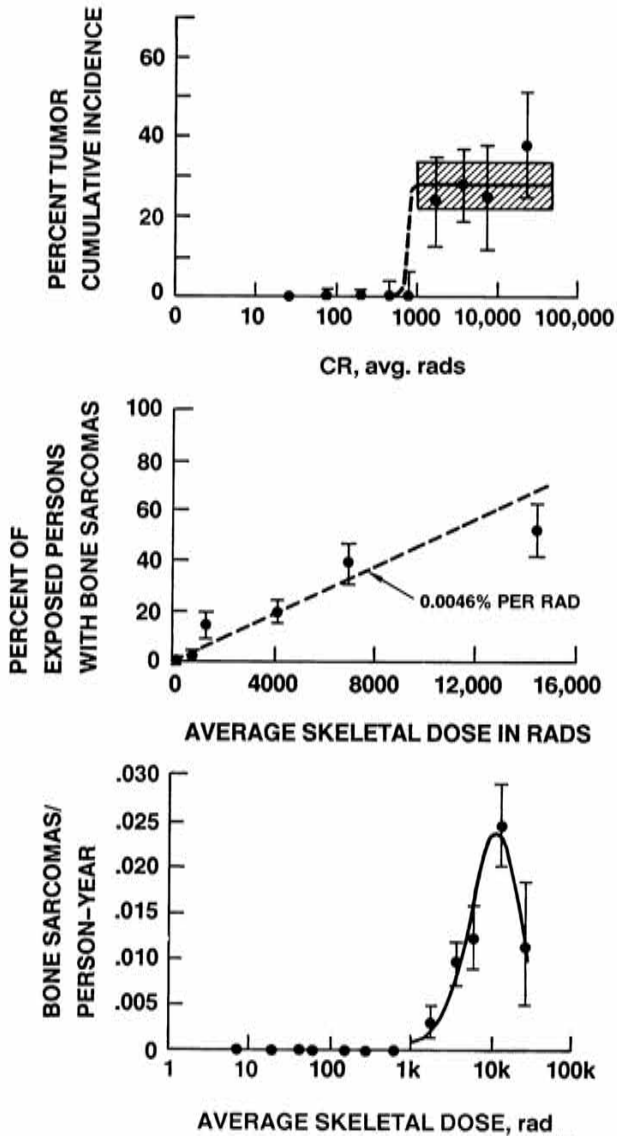 PERCENT TUMOR
CUMULATIVE INCIDENCE
60
40
20
0
0 10 100 1000 10,000 100,000
CR, avg. rads
PERCENT OF
EXPOSED PERSONS
WITH BONE SARCOMAS
100
80
60
40
20
0
0.0046% PER RAD
0 4000 8000 12,000 16,000
AVERAGE SKELETAL DOSE IN RADS
BONE SARCOMAS/
PERSON–YEAR
.030
.025
.020
.015
.010
.005
0
1 10 100 1k 10k 100k
AVERAGE SKELETAL DOSE, rad